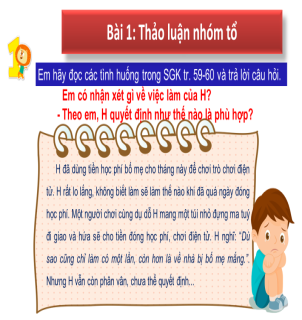 Bài 1: Thảo luận nhóm tổ
Em hãy đọc các tình huống trong SGK tr. 59-60 và trả lời câu hỏi.
Em có nhận xét gì về việc làm của H?
- Theo em, H quyết định như thế nào là phù hợp?
H đã dùng tiền học phí bố mẹ cho tháng này để chơi trò chơi điện
tử. H rất lo lắng, không biết làm sẽ làm thế nào khi đã quá ngày đóng
học phí. Một người chơi cùng dụ dỗ H mang một túi nhỏ đựng ma tuý
đi giao và hứa sẽ cho tiền đóng học phí, chơi điện tử. H nghĩ: "Dù
sao cũng chỉ làm có một lần, còn hơn là về nhà bị bố mẹ mắng.".
Nhưng H vẫn còn phân vân, chưa thể quyết định...